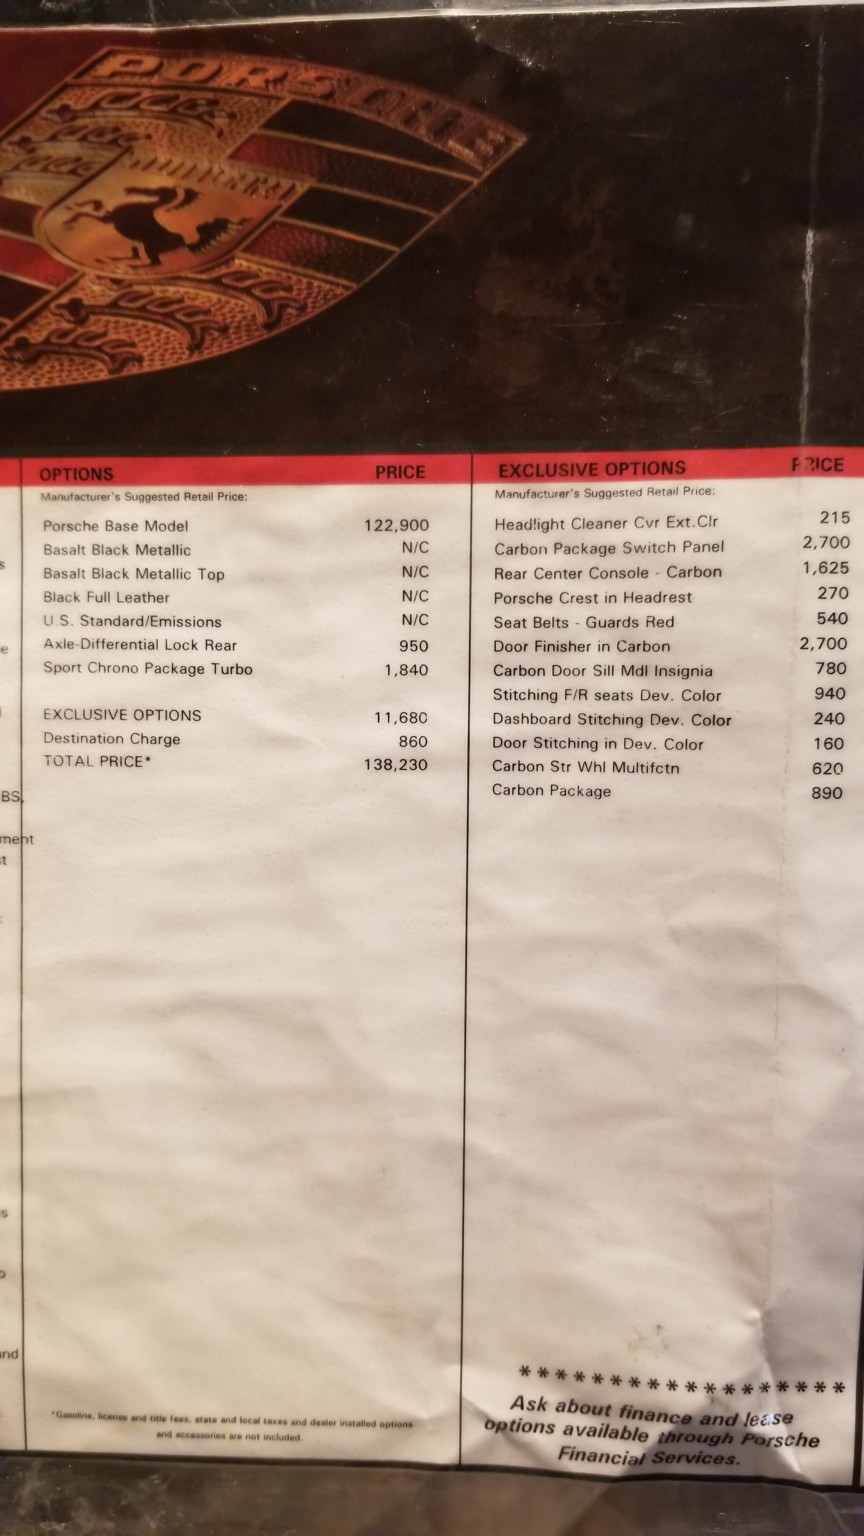 PORSCHE
OPTIONS PRICE
Manufacturer's Suggested Retail Price:
Porsche Base Model 122,900
Basalt Black Metallic N/C
Basalt Black Metallic Top N/C
Black Full Leather N/C
U.S. Standard/Emissions N/C
Axle-Differential Lock Rear 950
Sport Chrono Package Turbo 1,840
EXCLUSIVE OPTIONS 11,680
Destination Charge 860
TOTAL PRICE* 138,230
*Gasoline, license and title fees, state and local taxes and dealer installed options
and accessories are not included.
EXCLUSIVE OPTIONS PRICE
Manufacturer's Suggested Retail Price:
Headlight Cleaner Cvr Ext.Clr 215
Carbon Package Switch Panel 2,700
Rear Center Console - Carbon 1,625
Porsche Crest in Headrest 270
Seat Belts - Guards Red 540
Door Finisher in Carbon 2,700
Carbon Door Sill Mdl Insignia 780
Stitching F/R seats Dev. Color 940
Dashboard Stitching Dev. Color 240
Door Stitching in Dev. Color 160
Carbon Str Whl Multifctn 620
Carbon Package 890
******************
Ask about finance and lease
options available through Porsche
Financial Services.